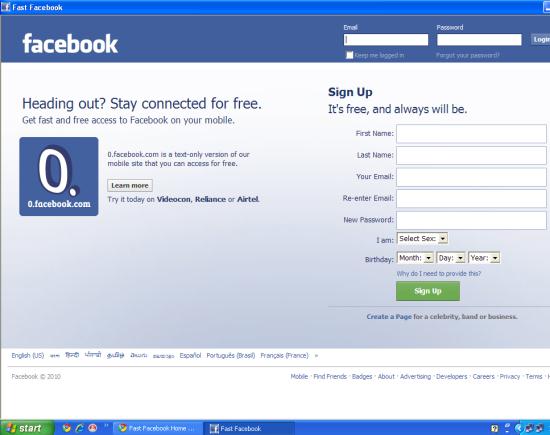 Fast Facebook
facebook
Email
Password
Keep me logged in
Forgot your password?
Login
Heading out? Stay connected for free.
Get fast and free access to Facebook on your mobile.
0.
0.facebook.com
0.facebook.com is a text-only version of our
mobile site that you can access for free.
Learn more
Try it today on Videocon, Reliance or Airtel.
Sign Up
It's free, and always will be.
First Name:
Last Name:
Your Email:
Re-enter Email:
New Password:
I am: Select Sex:
Birthday: Month: Day: Year:
Why do I need to provide this?
Sign Up
Create a Page for a celebrity, band or business.
English (US) বাংলা हिन्दी ਪੰਜਾਬੀ தமிழ் తెలుగు മലയാളം Español Português (Brasil) Français (France) »
Facebook © 2010
Mobile · Find Friends · Badges · About · Advertising · Developers · Careers · Privacy · Terms ·
start
Fast Facebook Home ...
Fast Facebook